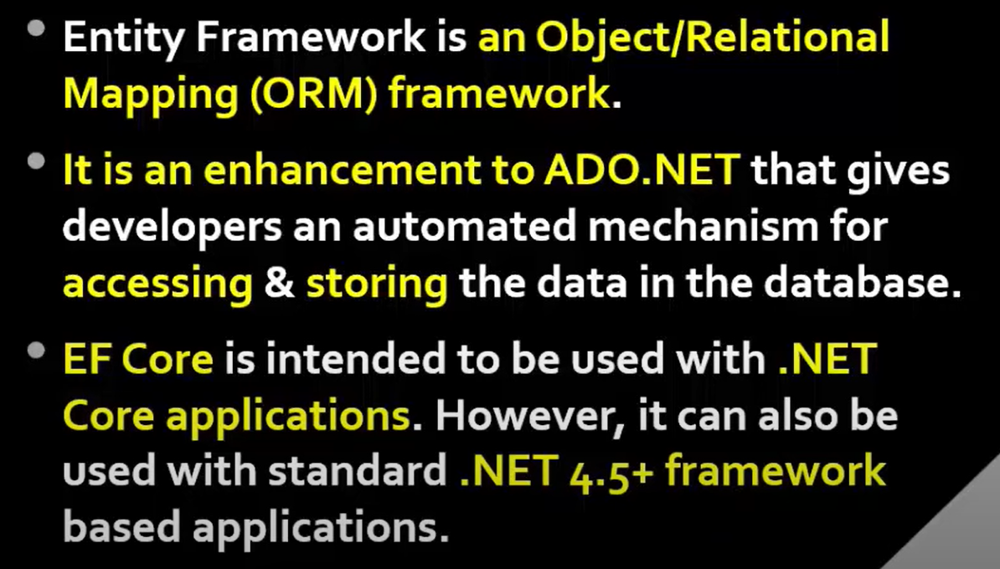 • Entity Framework is an Object/Relational
Mapping (ORM) framework.
• It is an enhancement to ADO.NET that gives
developers an automated mechanism for
accessing & storing the data in the database.
• EF Core is intended to be used with .NET
Core applications. However, it can also be
used with standard .NET 4.5+ framework
based applications.